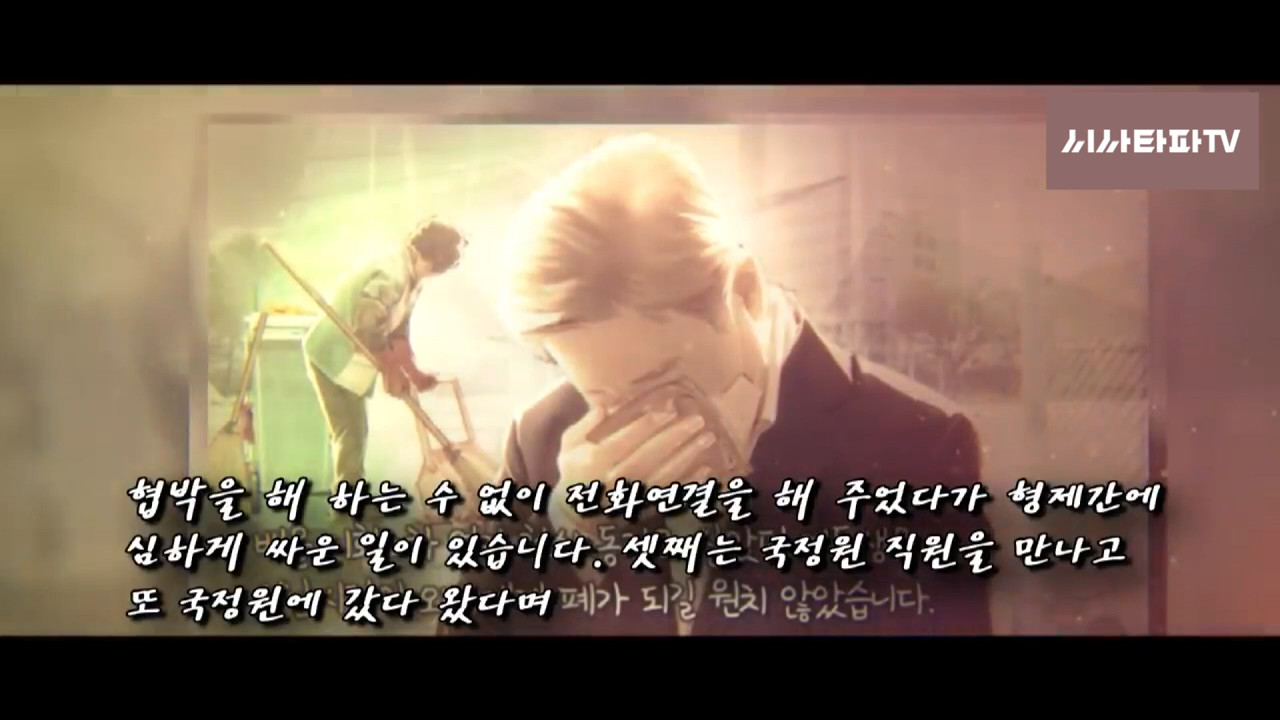 씨싸타파TV
협박을 해 하는 수 없이 전화연결을 해 주었다가 형제간에
심하게 싸운 일이 있습니다. 셋째는 국정원 직원을 만나고
또 국정원에 갔다 왔다며
폐가 되길 원치 않았습니다.